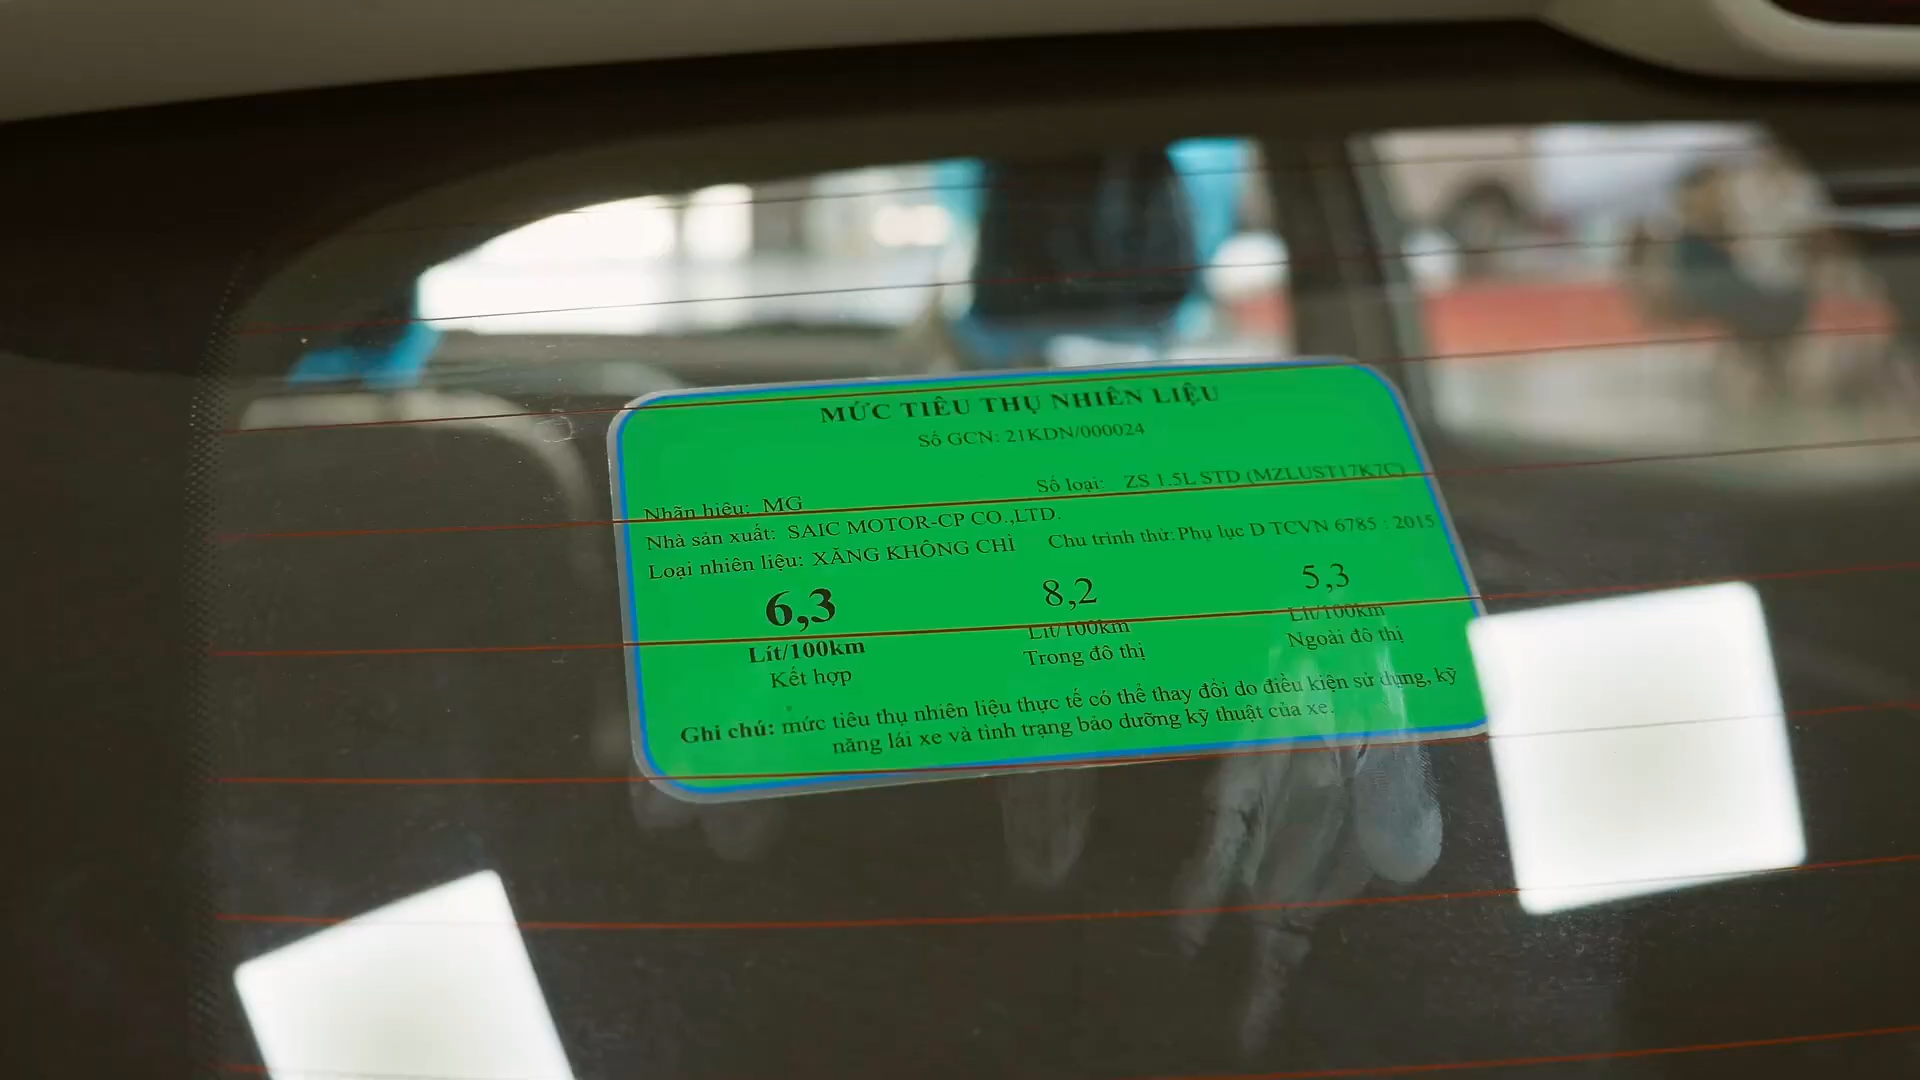 MỨC TIÊU THỤ NHIÊN LIỆU
Số GCN: 21KDN/000024
Nhãn hiệu: MG
Số loại: ZS 1.5L STD (MZLUST17K7C)
Nhà sản xuất: SAIC MOTOR-CP CO.,LTD.
Loại nhiên liệu: XĂNG KHÔNG CHÌ
Chu trình thử: Phụ lục D TCVN 6785 : 2015
6,3
8,2
5,3
Lít/100km
Lít/100km
Lít/100km
Kết hợp
Trong đô thị
Ngoài đô thị
Ghi chú: mức tiêu thụ nhiên liệu thực tế có thể thay đổi do điều kiện sử dụng, kỹ
năng lái xe và tình trạng bảo dưỡng kỹ thuật của xe.